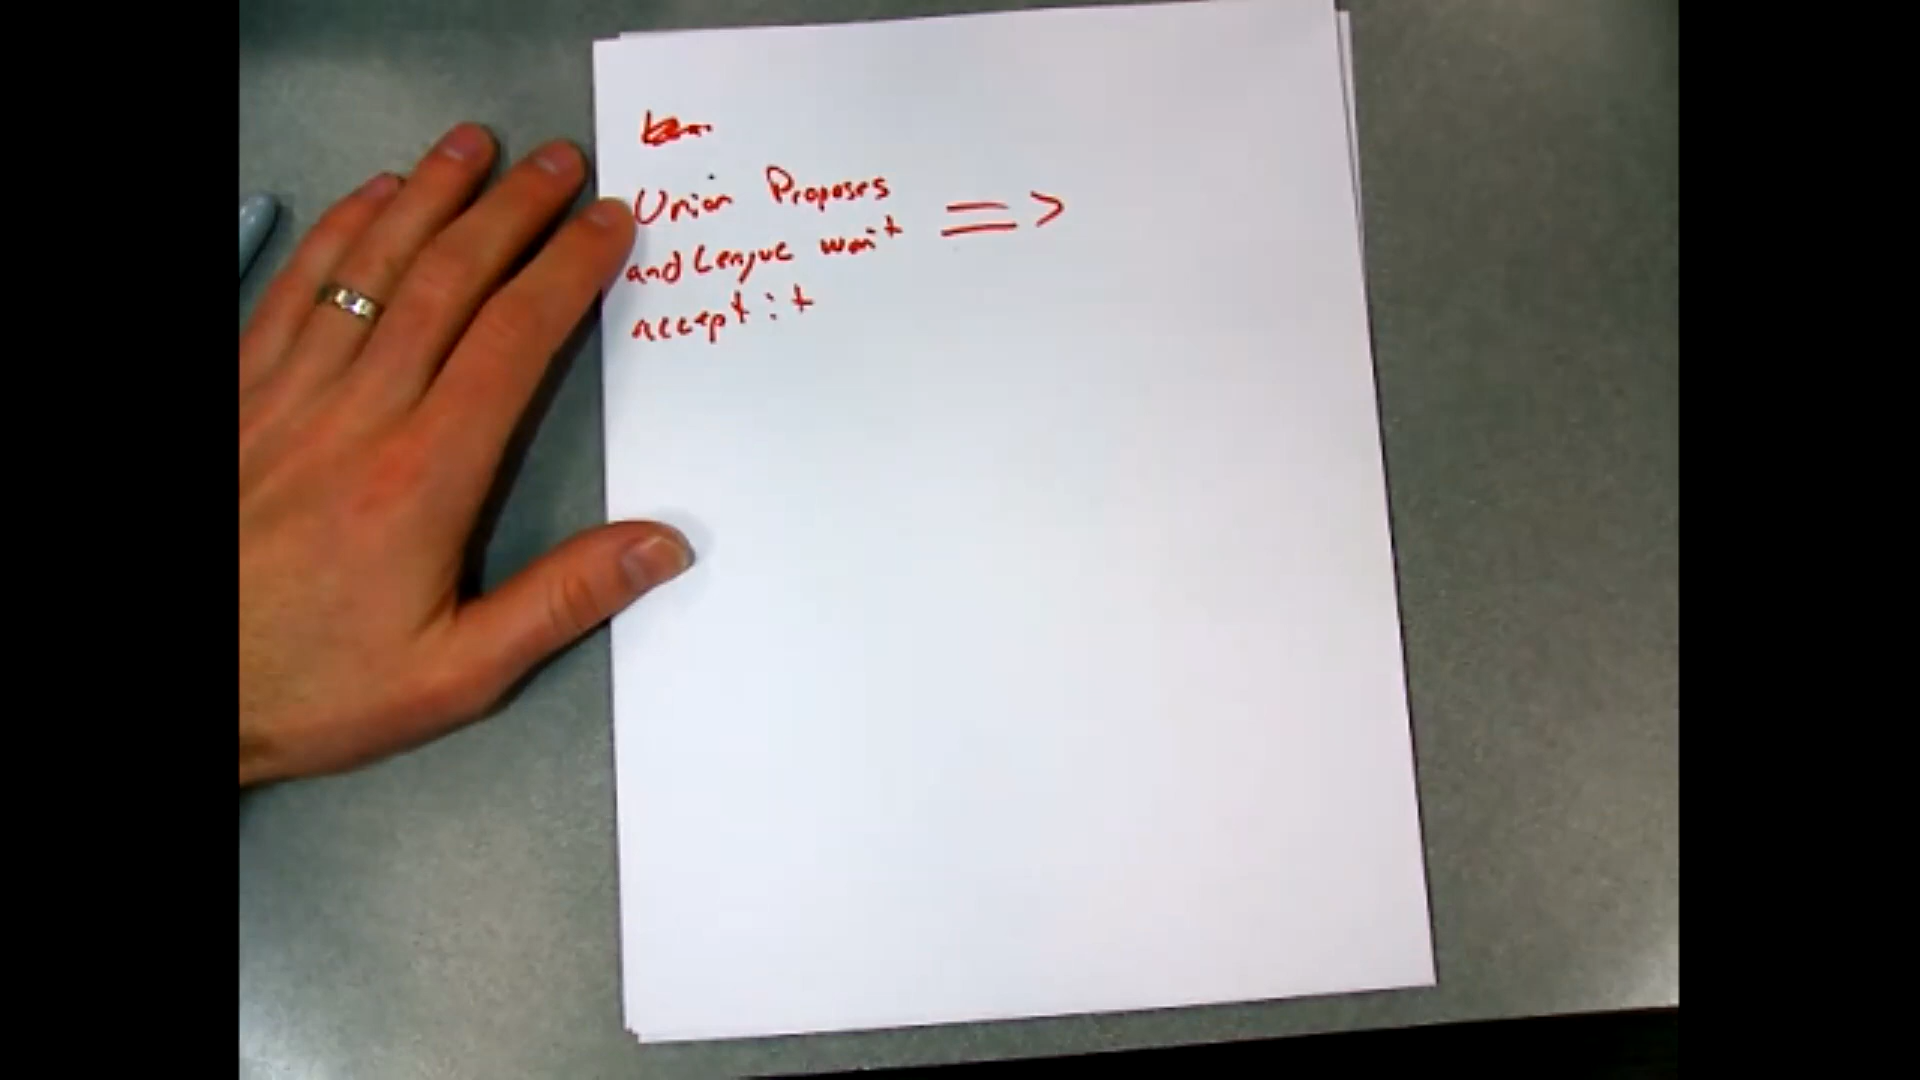 Union Proposes
and League won't =>
accept it